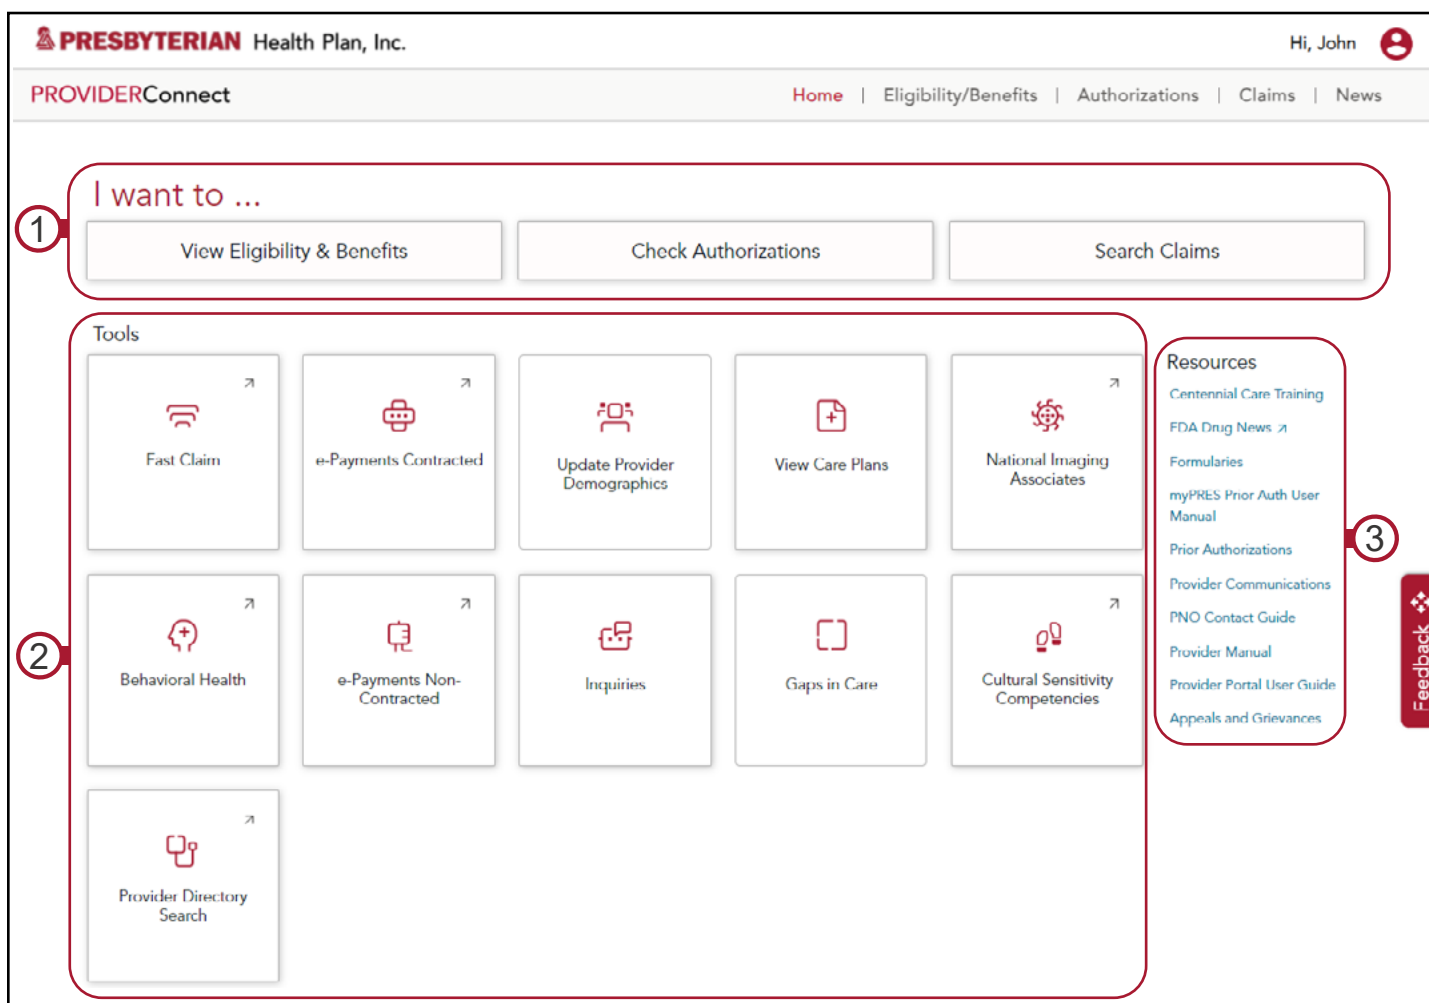 PRESBYTERIAN Health Plan, Inc.
Hi, John
PROVIDERConnect
Home | Eligibility/Benefits | Authorizations | Claims | News
1
I want to ...
View Eligibility & Benefits
Check Authorizations
Search Claims
2
Tools
Fast Claim
e-Payments Contracted
Update Provider
Demographics
View Care Plans
National Imaging
Associates
Behavioral Health
e-Payments Non-
Contracted
Inquiries
Gaps in Care
Cultural Sensitivity
Competencies
Provider Directory
Search
3
Resources
Centennial Care Training
FDA Drug News
Formularies
myPRES Prior Auth User
Manual
Prior Authorizations
Provider Communications
PNO Contact Guide
Provider Manual
Provider Portal User Guide
Appeals and Grievances
Feedback